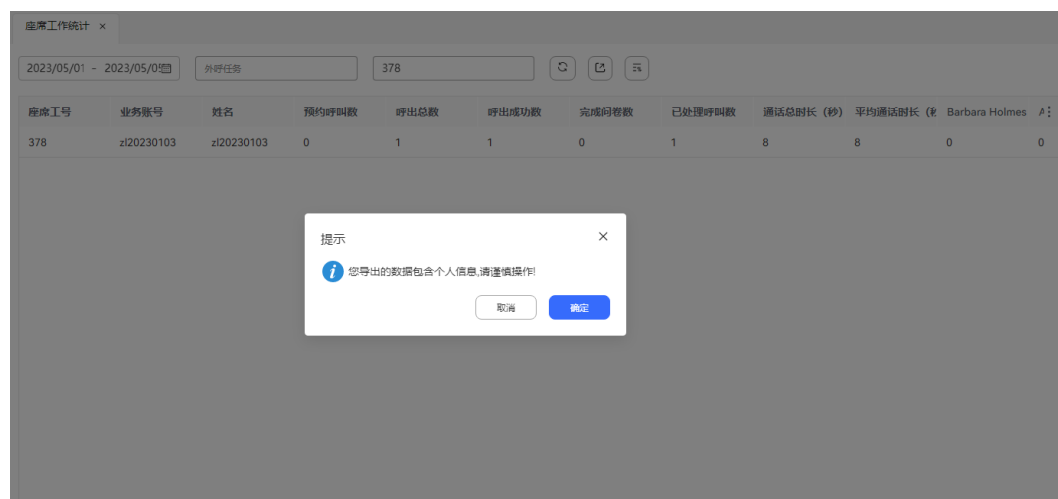 座席工作统计 ×
2023/05/01 - 2023/05/05 外呼任务 378
座席工号 业务账号 姓名 预约呼叫数 呼出总数 呼出成功数 完成问卷数 已处理呼叫数 通话总时长（秒） 平均通话时长（秒 Barbara Holmes A
378 zl20230103 zl20230103 0 1 1 0 1 8 8 0 0
提示
您导出的数据包含个人信息,请谨慎操作!
取消 确定